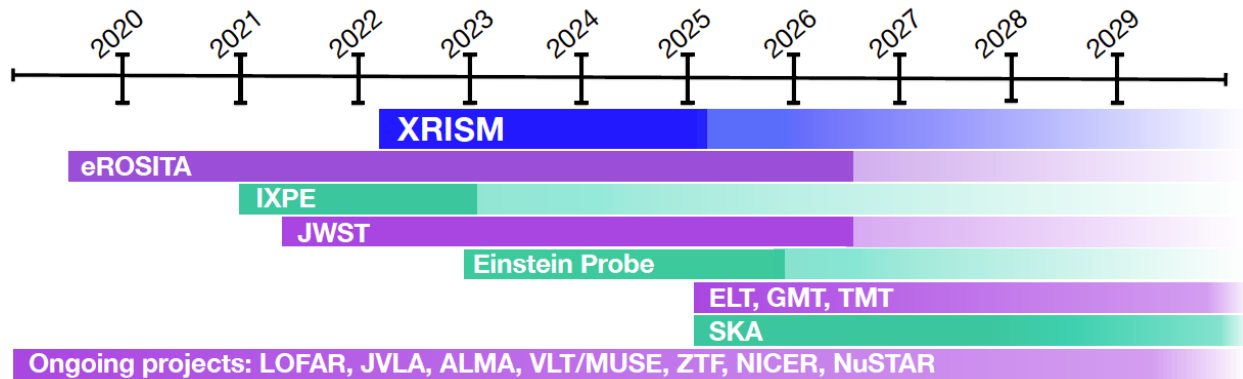 2020 2021 2022 2023 2024 2025 2026 2027 2028 2029
XRISM
eROSITA
IXPE
JWST
Einstein Probe
ELT, GMT, TMT
SKA
Ongoing projects: LOFAR, JVLA, ALMA, VLT/MUSE, ZTF, NICER, NuSTAR